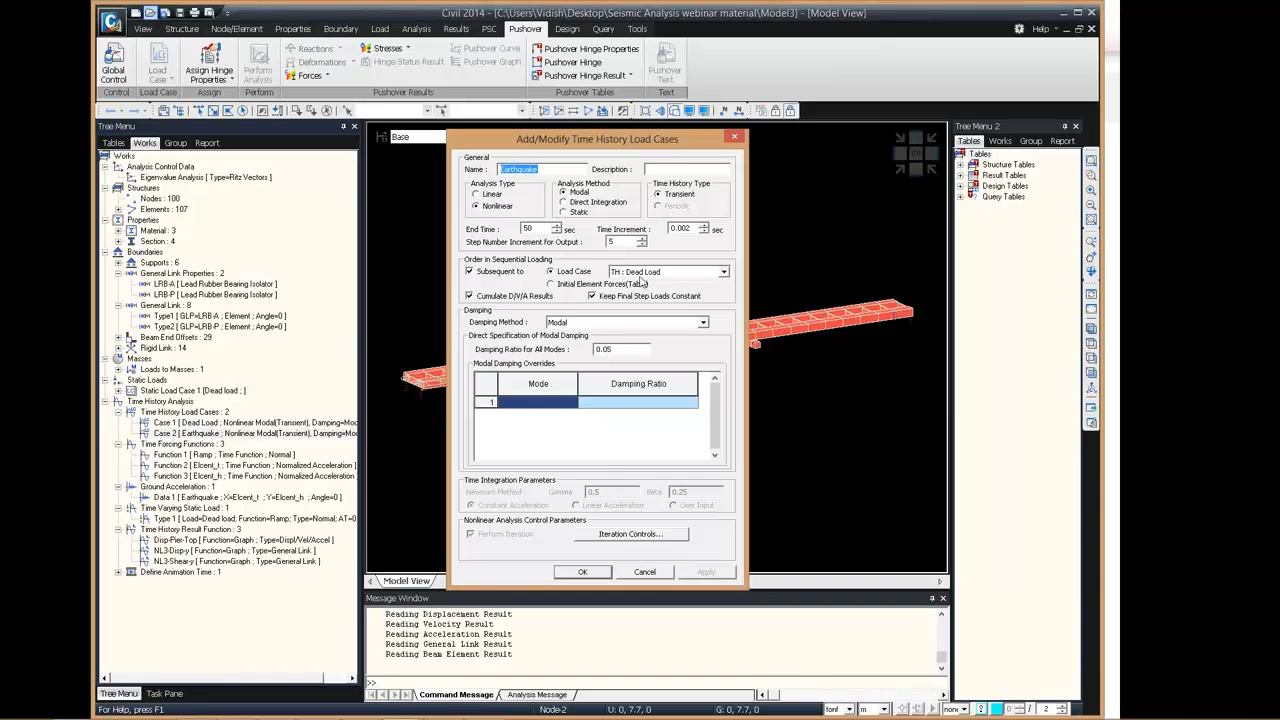 Civil 2014 - [C:\Users\Vidish\Desktop\Seismic Analysis webinar material\Model3] - [Model View]
View Structure Node/Element Properties Boundary Load Analysis Results PSC Pushover Design Query Tools Help
Global Control
Load Case
Assign Hinge Properties
Perform Analysis
Reactions
Deformations
Forces
Stresses
Hinge Status Result
Pushover Curve
Pushover Graph
Pushover Hinge Properties
Pushover Hinge
Pushover Hinge Result
Pushover Text
Control Load Case Assign Perform Pushover Results Pushover Tables Text
Tree Menu
Tables Works Group Report
Works
Analysis Control Data
Eigenvalue Analysis [Type=Ritz Vectors]
Structures
Nodes : 100
Elements : 107
Properties
Material : 3
Section : 4
Boundaries
Supports : 6
General Link Properties : 2
LRB-A [ Lead Rubber Bearing Isolator ]
LRB-P [ Lead Rubber Bearing Isolator ]
General Link : 8
Type1 [ GLP=LRB-A ; Element ; Angle=0 ]
Type2 [ GLP=LRB-P ; Element ; Angle=0 ]
Beam End Offsets : 29
Rigid Link : 14
Masses
Loads to Masses : 1
Static Loads
Static Load Case 1 [Dead load ; ]
Time History Analysis
Time History Load Cases : 2
Case 1 [ Dead Load ; Nonlinear Modal(Transient), Damping=Mod
Case 2 [ Earthquake ; Nonlinear Modal(Transient), Damping=Mo
Time Forcing Functions : 3
Function 1 [ Ramp ; Time Function ; Normal ]
Function 2 [ Elcent_t ; Time Function ; Normalized Acceleration ]
Function 3 [ Elcent_h ; Time Function ; Normalized Acceleration ]
Ground Acceleration : 1
Data 1 [ Earthquake ; X=Elcent_t ; Y=Elcent_h ; Angle=0 ]
Time Varying Static Load : 1
Type 1 [ Load=Dead load; Function=Ramp; Type=Normal; AT=0
Time History Result Function : 3
Disp-Pier-Top [ Function=Graph ; Type=Displ/Vel/Accel ]
NL3-Disp-y [ Function=Graph ; Type=General Link ]
NL3-Shear-y [ Function=Graph ; Type=General Link ]
Define Animation Time : 1
Tree Menu Task Pane
Base
Add/Modify Time History Load Cases
General
Name : Earthquake Description :
Analysis Type
Linear
Nonlinear
Analysis Method
Modal
Direct Integration
Static
Time History Type
Transient
Periodic
End Time : 50 sec Time Increment : 0.002 sec
Step Number Increment for Output : 5
Order in Sequential Loading
Subsequent to Load Case TH : Dead Load
Initial Element Forces(Table)
Cumulate D/V/A Results Keep Final Step Loads Constant
Damping
Damping Method : Modal
Direct Specification of Modal Damping
Damping Ratio for All Modes : 0.05
Modal Damping Overrides
Mode Damping Ratio
1
Time Integration Parameters
Newmark Method : Gamma 0.5 Beta 0.25
Constant Acceleration Linear Acceleration User Input
Nonlinear Analysis Control Parameters
Perform Iteration Iteration Controls...
OK Cancel Apply
Model View
Message Window
Reading Displacement Result
Reading Velocity Result
Reading Acceleration Result
Reading General Link Result
Reading Beam Element Result
>>
Command Message Analysis Message
Tree Menu 2
Tables Works Group Report
Tables
Structure Tables
Result Tables
Design Tables
Query Tables
For Help, press F1 Node-2 U: 0, 7.7, 0 G: 0, 7.7, 0 tonf m none 0 / 2